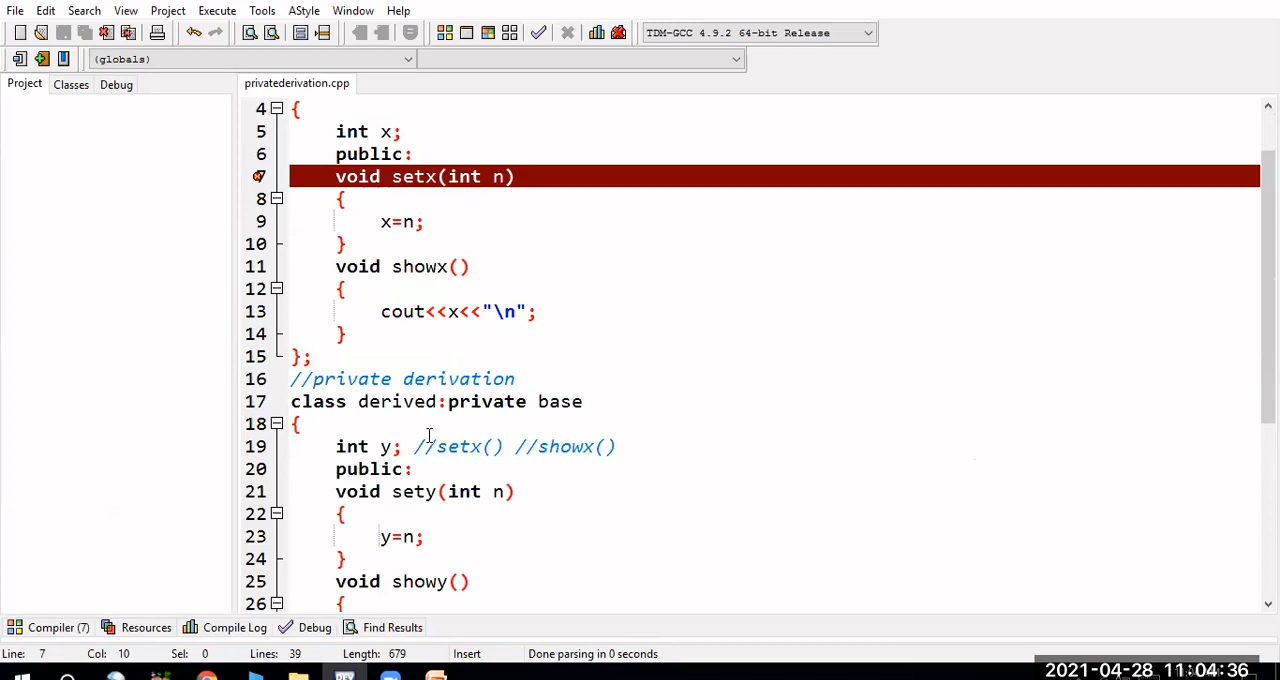 File Edit Search View Project Execute Tools AStyle Window Help
TDM-GCC 4.9.2 64-bit Release
(globals)
Project Classes Debug privatederivation.cpp
4 {
5 int x;
6 public:
7 void setx(int n)
8 {
9 x=n;
10 }
11 void showx()
12 {
13 cout<<x<<"\n";
14 }
15 };
16 //private derivation
17 class derived:private base
18 {
19 int y; //setx() //showx()
20 public:
21 void sety(int n)
22 {
23 y=n;
24 }
25 void showy()
26 {
Compiler (7) Resources Compile Log Debug Find Results
Line: 7 Col: 10 Sel: 0 Lines: 39 Length: 679 Insert Done parsing in 0 seconds
2021-04-28 11:04:36